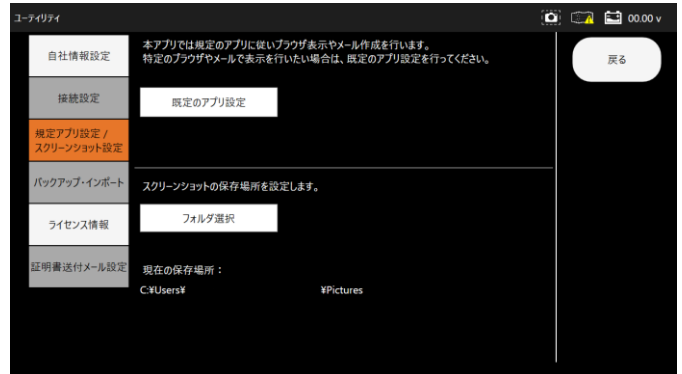 ユーティリティ
00.00 v
自社情報設定
接続設定
規定アプリ設定 /
スクリーンショット設定
バックアップ・インポート
ライセンス情報
証明書送付メール設定
本アプリでは規定のアプリに従いブラウザ表示やメール作成を行います。
特定のブラウザやメールで表示を行いたい場合は、既定のアプリ設定を行ってください。
既定のアプリ設定
スクリーンショットの保存場所を設定します。
フォルダ選択
現在の保存場所：
C:¥Users¥ ¥Pictures
戻る